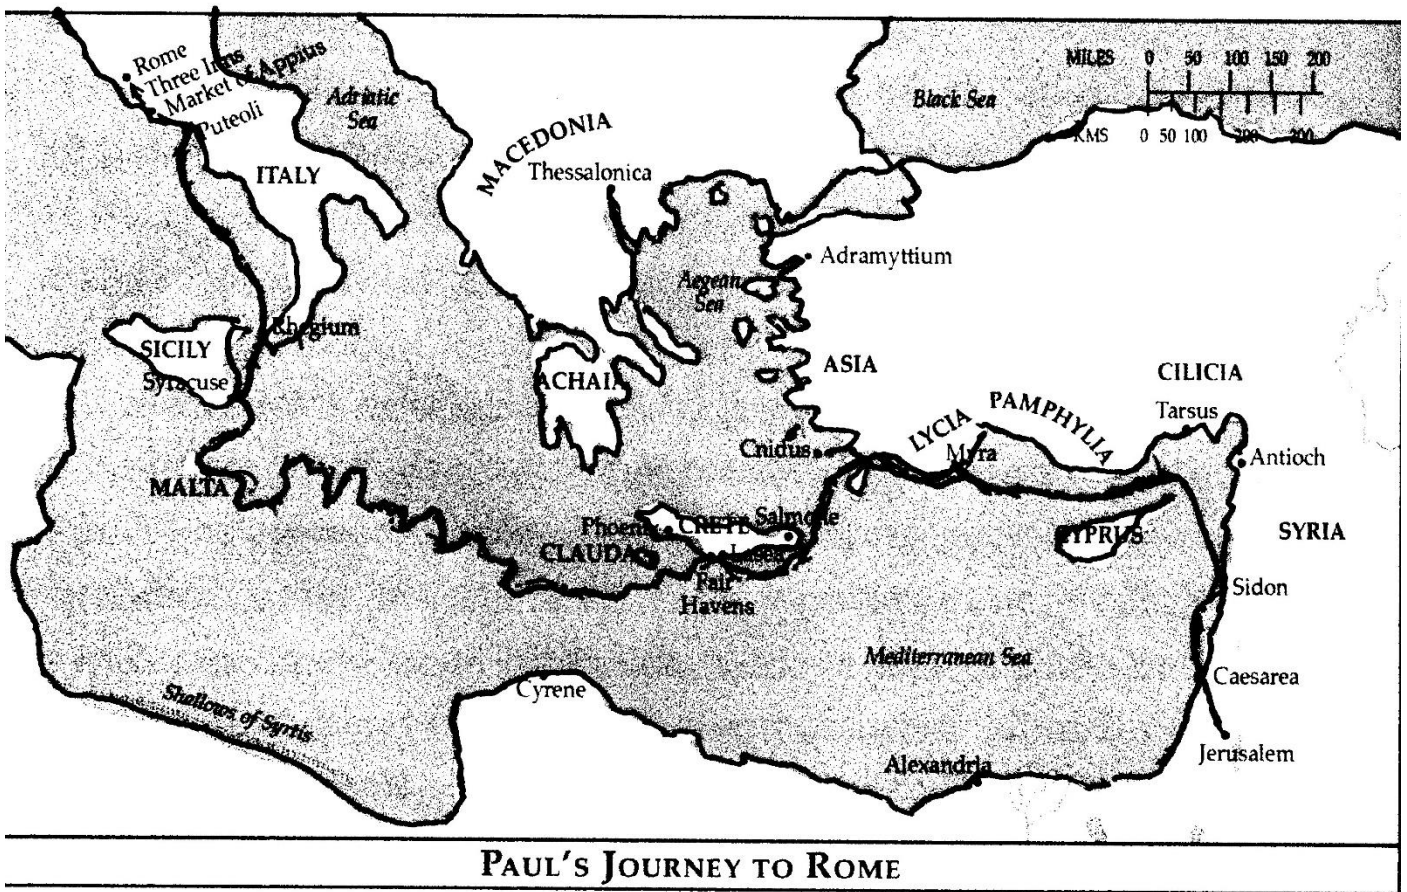 Rome
Three Inns
Market of Appius
Puteoli
Adriatic
Sea
ITALY
MACEDONIA
Thessalonica
Black Sea
MILES 0 50 100 150 200
KMS 0 50 100 200 200
Adramyttium
Aegean
Sea
Rhegium
SICILY
Syracuse
ACHAIA
ASIA
CILICIA
Tarsus
LYCIA
PAMPHYLIA
Cnidus
Myra
Antioch
MALTA
Phoenix
CRETE
Salmone
CLAUDA
Lasea
Fair
Havens
CYPRUS
SYRIA
Sidon
Mediterranean Sea
Caesarea
Cyrene
Shallows of Syrtis
Jerusalem
Alexandria
PAUL'S JOURNEY TO ROME